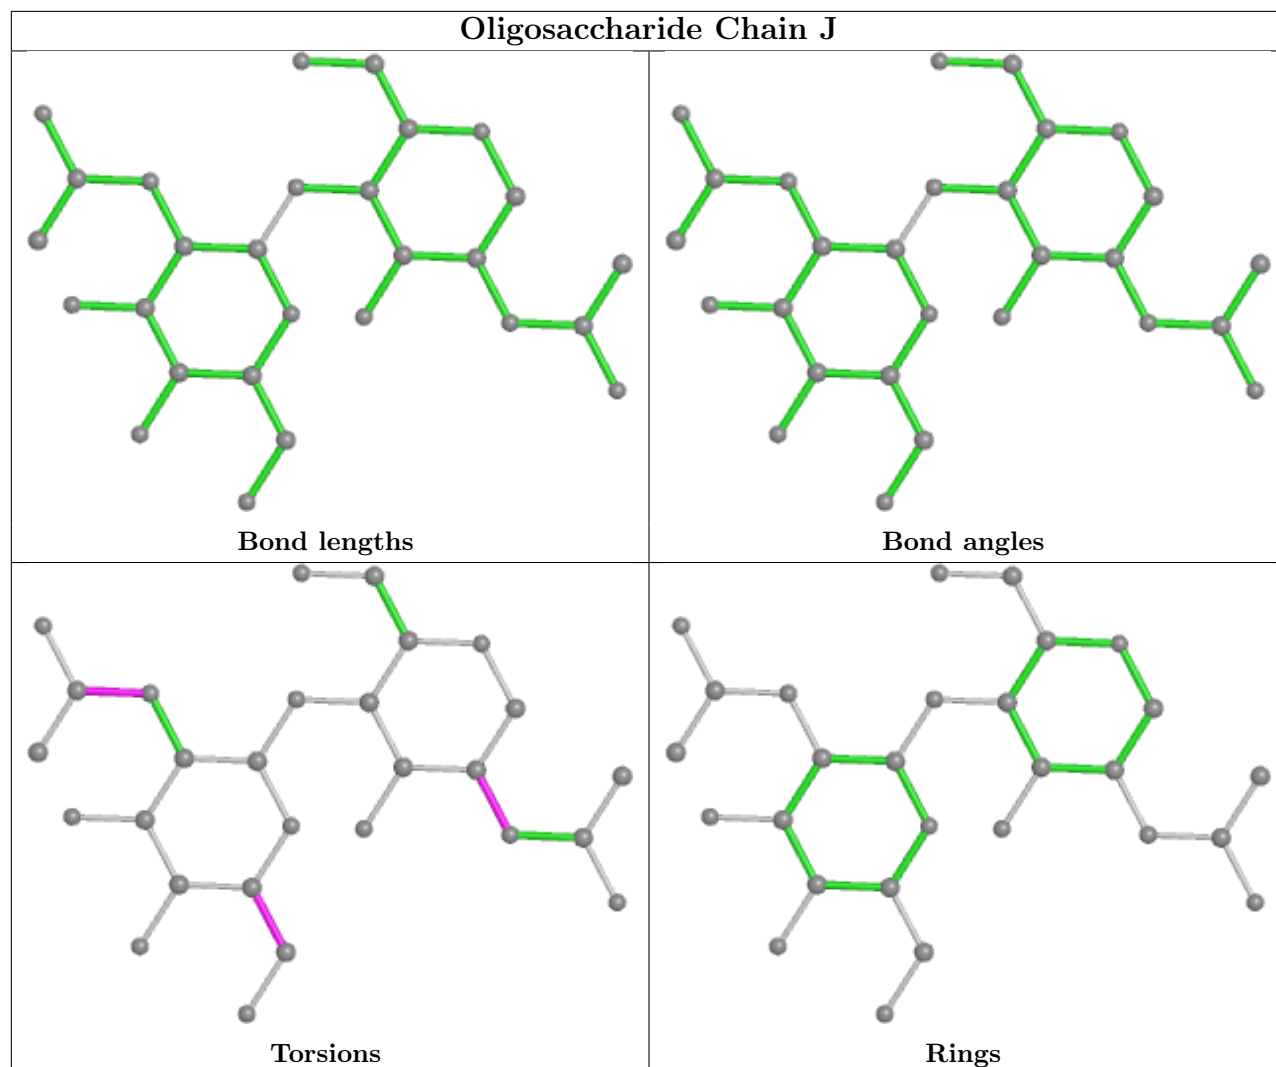 Oligosaccharide Chain J
Bond lengths
Bond angles
Torsions
Rings